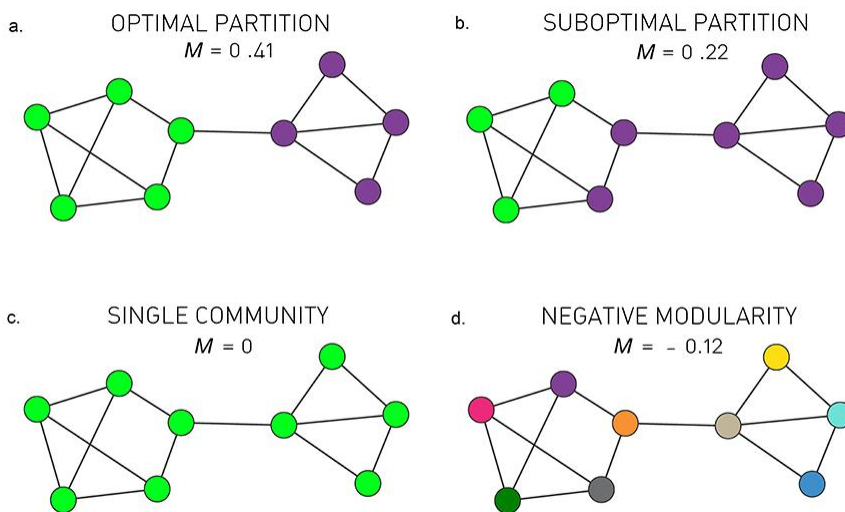 a.
OPTIMAL PARTITION
M = 0 .41
b.
SUBOPTIMAL PARTITION
M = 0 .22
c.
SINGLE COMMUNITY
M = 0
d.
NEGATIVE MODULARITY
M = - 0.12